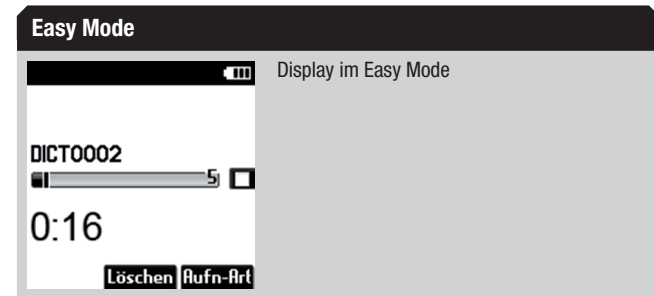 Easy Mode
Display im Easy Mode
DICT0002
5
0:16
Löschen Aufn-Art